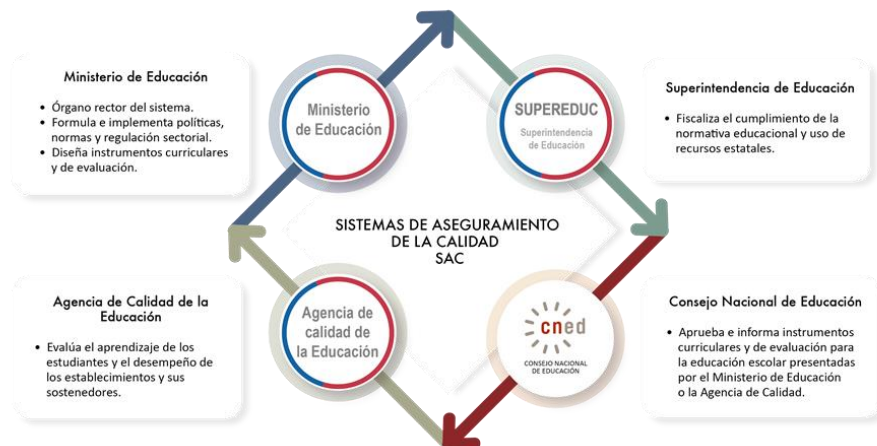 Ministerio de Educación
• Órgano rector del sistema.
• Formula e implementa políticas,
normas y regulación sectorial.
• Diseña instrumentos curriculares
y de evaluación.
Ministerio
de Educación
SUPEREDUC
Superintendencia
de Educación
Superintendencia de Educación
• Fiscaliza el cumplimiento de la
normativa educacional y uso de
recursos estatales.
SISTEMAS DE ASEGURAMIENTO
DE LA CALIDAD
SAC
Agencia de Calidad de la
Educación
• Evalúa el aprendizaje de los
estudiantes y el desempeño de
los establecimientos y sus
sostenedores.
Agencia de
calidad de
la Educación
cned
CONSEJO NACIONAL
DE EDUCACIÓN
Consejo Nacional de Educación
• Aprueba e informa instrumentos
curriculares y de evaluación para
la educación escolar presentadas
por el Ministerio de Educación
o la Agencia de Calidad.